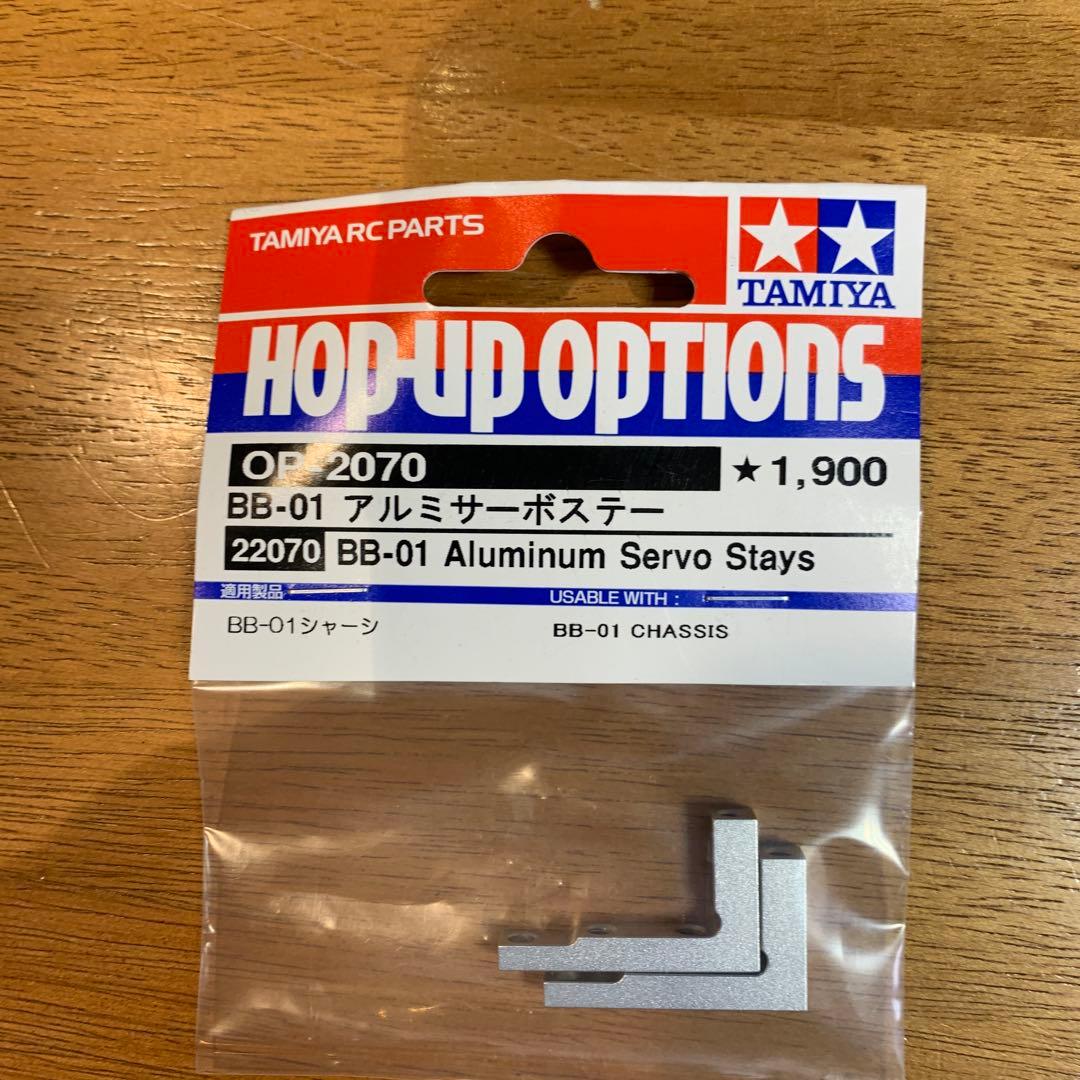 TAMIYA RC PARTS
TAMIYA
HOP-UP OPTIONS
OP-2070 ★1,900
BB-01 アルミサーボステー
22070 BB-01 Aluminum Servo Stays
適用製品 USABLE WITH :
BB-01シャーシ BB-01 CHASSIS